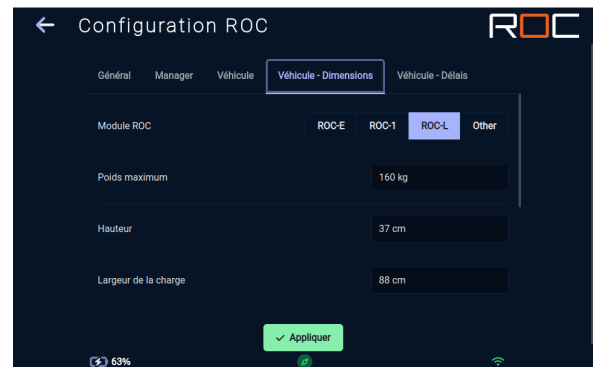 Configuration ROC
ROC
Général Manager Véhicule Véhicule - Dimensions Véhicule - Délais
Module ROC ROC-E ROC-1 ROC-L Other
Poids maximum 160 kg
Hauteur 37 cm
Largeur de la charge 88 cm
Appliquer
63%